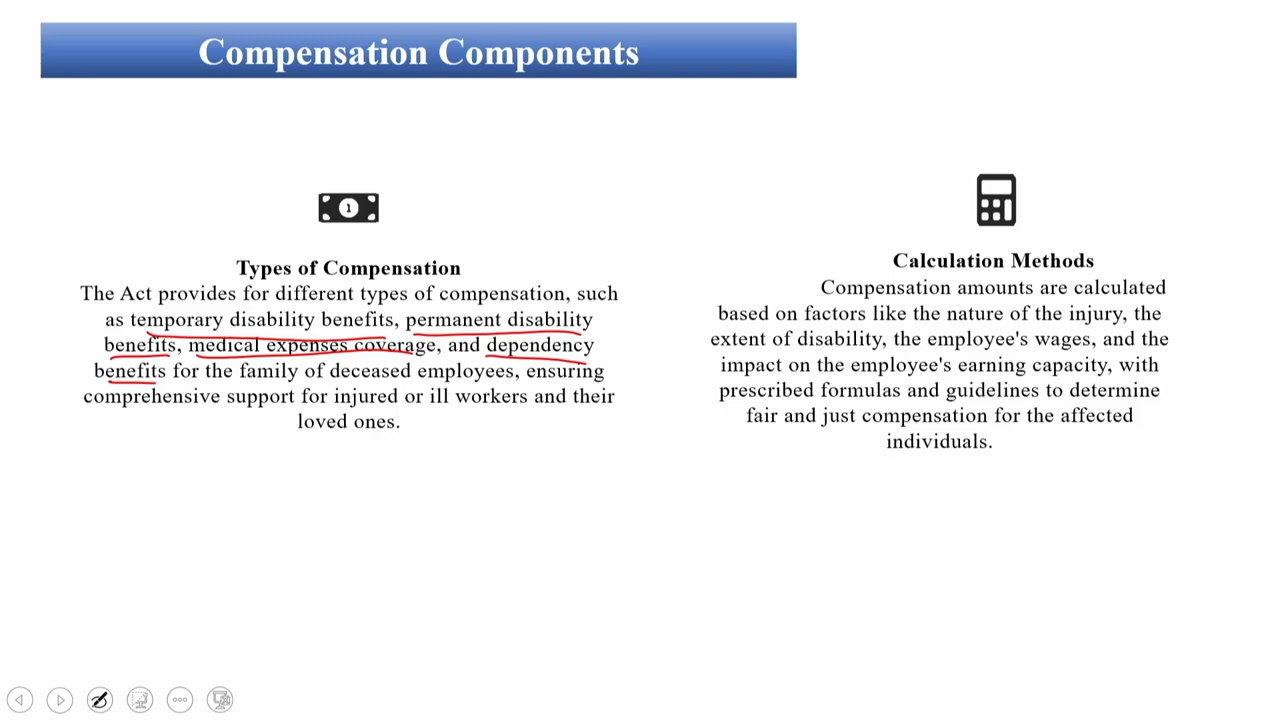 Compensation Components
1
Types of Compensation
The Act provides for different types of compensation, such
as temporary disability benefits, permanent disability
benefits, medical expenses coverage, and dependency
benefits for the family of deceased employees, ensuring
comprehensive support for injured or ill workers and their
loved ones.
Calculation Methods
Compensation amounts are calculated
based on factors like the nature of the injury, the
extent of disability, the employee's wages, and the
impact on the employee's earning capacity, with
prescribed formulas and guidelines to determine
fair and just compensation for the affected
individuals.